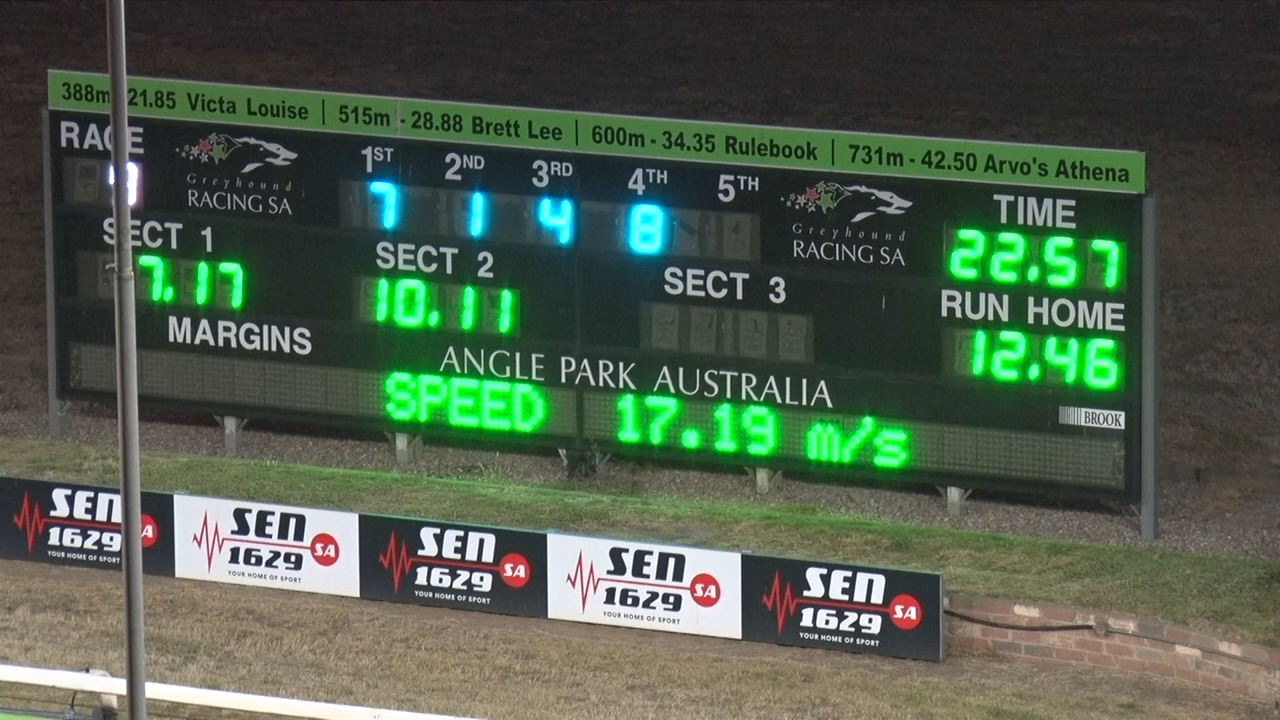 388m 21.85 Victa Louise | 515m - 28.88 Brett Lee | 600m - 34.35 Rulebook | 731m - 42.50 Arvo's Athena
RACE
Greyhound
RACING SA
1ST 2ND 3RD 4TH 5TH
7 1 4 8
Greyhound
RACING SA
TIME
22.57
SECT 1
7.17
SECT 2
10.11
SECT 3
RUN HOME
12.46
MARGINS
ANGLE PARK AUSTRALIA
SPEED 17.19 m/s
BROOK
SEN
1629
YOUR HOME OF SPORT
SEN
1629 SA
YOUR HOME OF SPORT
SEN
1629 SA
YOUR HOME OF SPORT
SEN
1629 SA
YOUR HOME OF SPORT
SEN
1629 SA
YOUR HOME OF SPORT